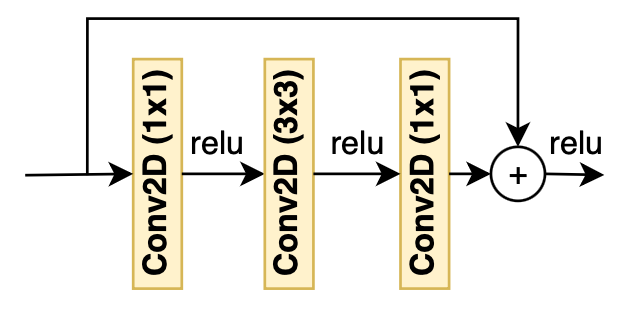 Conv2D (1x1)
relu
Conv2D (3x3)
relu
Conv2D (1x1)
+
relu